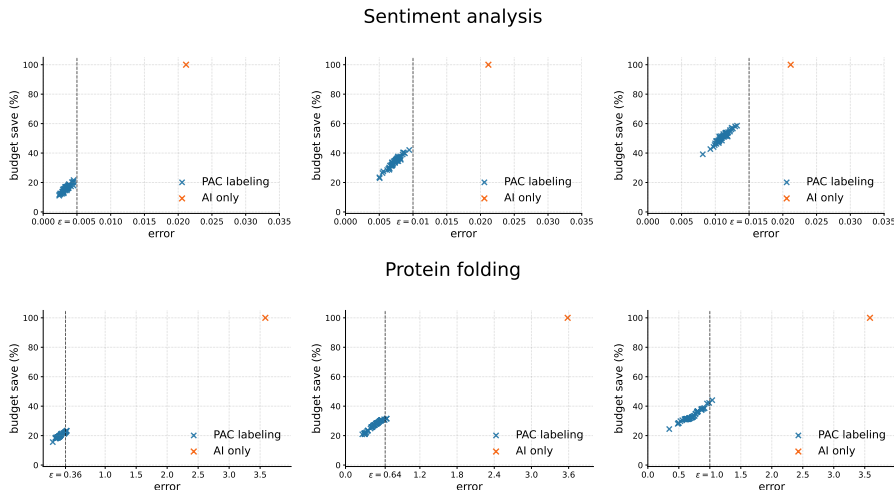 Sentiment analysis
budget save (%)
100
80
60
40
20
0
PAC labeling
AI only
0.000 ε = 0.005 0.010 0.015 0.020 0.025 0.030 0.035
error
budget save (%)
100
80
60
40
20
0
PAC labeling
AI only
0.000 0.005 ε = 0.01 0.015 0.020 0.025 0.030 0.035
error
budget save (%)
100
80
60
40
20
0
PAC labeling
AI only
0.000 0.005 0.010 ε = 0.015 0.020 0.025 0.030 0.035
error
Protein folding
budget save (%)
100
80
60
40
20
0
PAC labeling
AI only
ε = 0.36 1.0 1.5 2.0 2.5 3.0 3.5
error
budget save (%)
100
80
60
40
20
0
PAC labeling
AI only
0.0 ε = 0.64 1.2 1.8 2.4 3.0 3.6
error
budget save (%)
100
80
60
40
20
0
PAC labeling
AI only
0.0 0.5 ε = 1.0 1.5 2.0 2.5 3.0 3.5
error